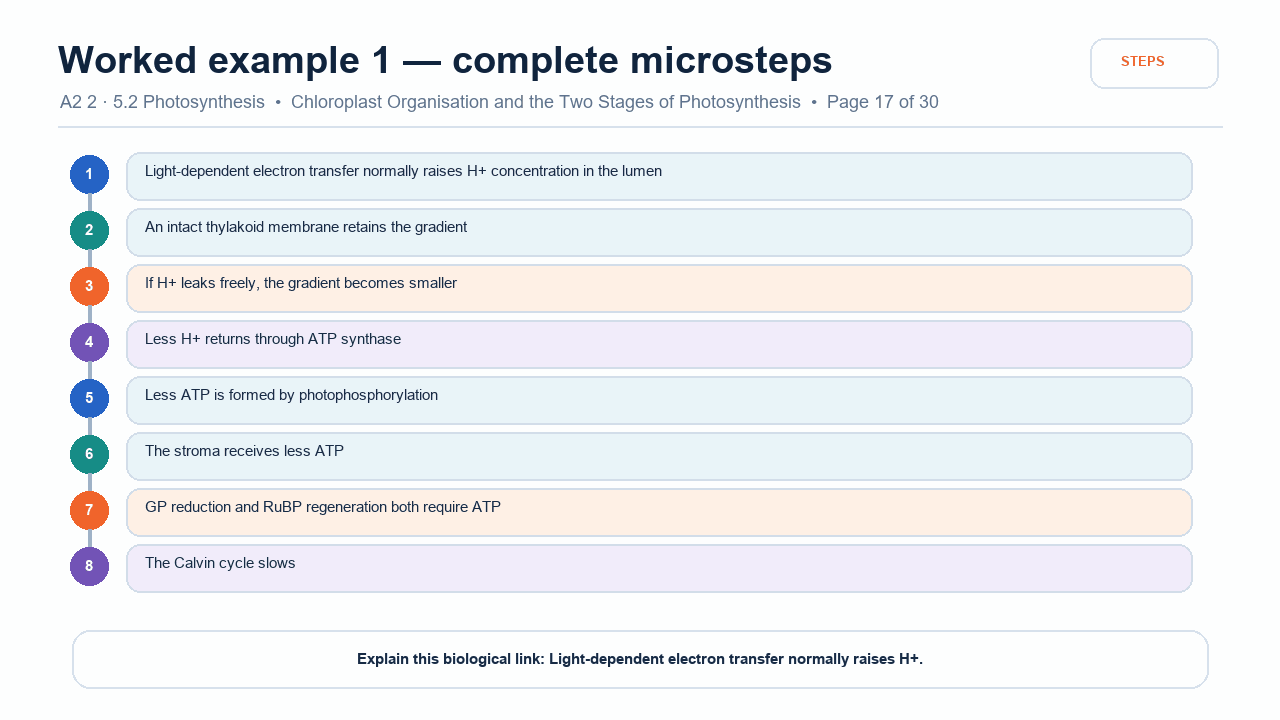 Worked example 1 — complete microsteps
STEPS
A2 2 · 5.2 Photosynthesis • Chloroplast Organisation and the Two Stages of Photosynthesis • Page 17 of 30
1 Light-dependent electron transfer normally raises H+ concentration in the lumen
2 An intact thylakoid membrane retains the gradient
3 If H+ leaks freely, the gradient becomes smaller
4 Less H+ returns through ATP synthase
5 Less ATP is formed by photophosphorylation
6 The stroma receives less ATP
7 GP reduction and RuBP regeneration both require ATP
8 The Calvin cycle slows
Explain this biological link: Light-dependent electron transfer normally raises H+.